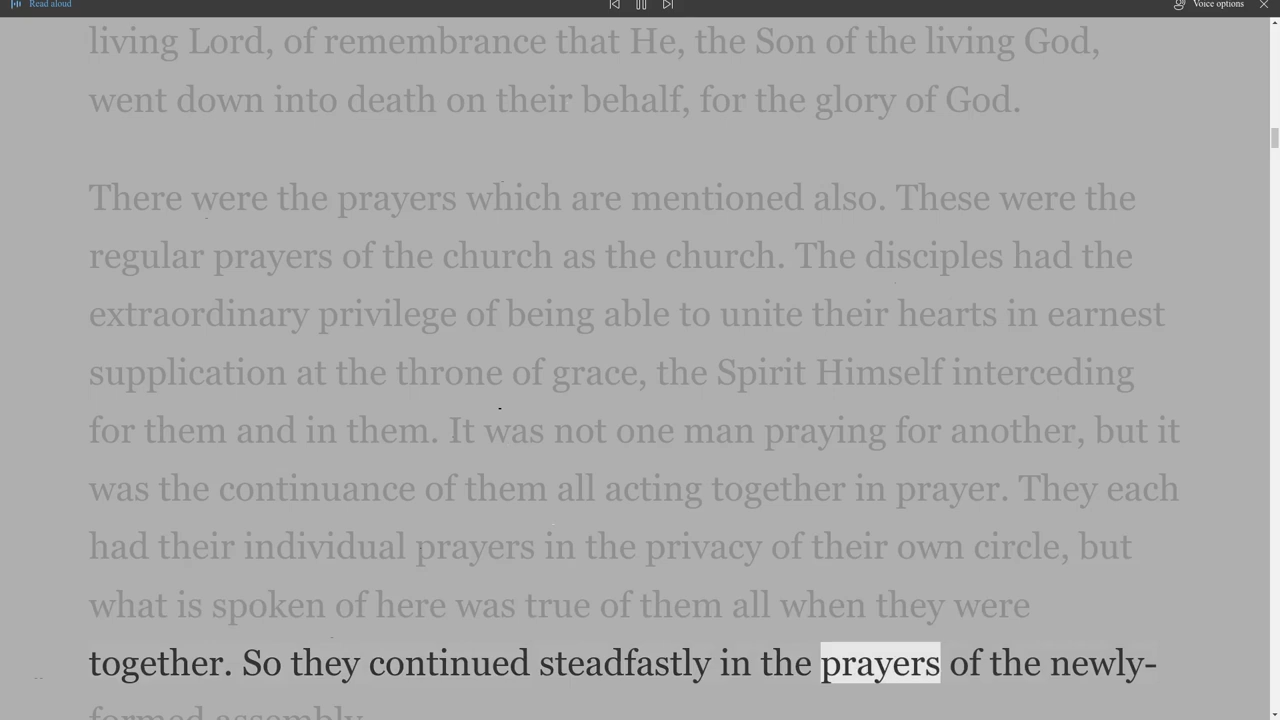 Read aloud
Voice options
living Lord, of remembrance that He, the Son of the living God,
went down into death on their behalf, for the glory of God.
There were the prayers which are mentioned also. These were the
regular prayers of the church as the church. The disciples had the
extraordinary privilege of being able to unite their hearts in earnest
supplication at the throne of grace, the Spirit Himself interceding
for them and in them. It was not one man praying for another, but it
was the continuance of them all acting together in prayer. They each
had their individual prayers in the privacy of their own circle, but
what is spoken of here was true of them all when they were
together. So they continued steadfastly in the prayers of the newly-
formed assembly.